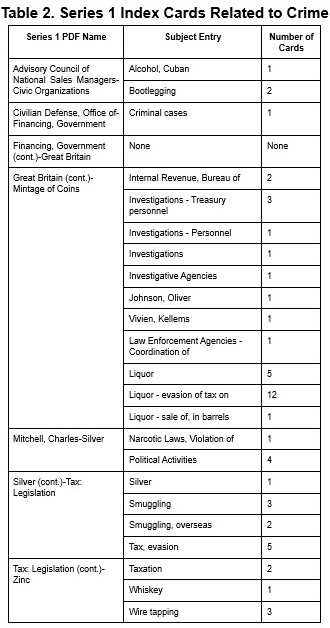 Table 2. Series 1 Index Cards Related to Crime
Series 1 PDF Name Subject Entry Number of
Cards
Advisory Council of
National Sales Managers-
Civic Organizations
Alcohol, Cuban 1
Bootlegging 2
Civilian Defense, Office of-
Financing, Government
Criminal cases 1
Financing, Government
(cont.)-Great Britain
None None
Great Britain (cont.)-
Mintage of Coins
Internal Revenue, Bureau of 2
Investigations - Treasury
personnel
3
Investigations - Personnel 1
Investigations 1
Investigative Agencies 1
Johnson, Oliver 1
Vivien, Kellems 1
Law Enforcement Agencies -
Coordination of
1
Liquor 5
Liquor - evasion of tax on 12
Liquor - sale of, in barrels 1
Mitchell, Charles-Silver Narcotic Laws, Violation of 1
Political Activities 4
Silver (cont.)-Tax:
Legislation
Silver 1
Smuggling 3
Smuggling, overseas 2
Tax, evasion 5
Tax: Legislation (cont.)-
Zinc
Taxation 2
Whiskey 1
Wire tapping 3